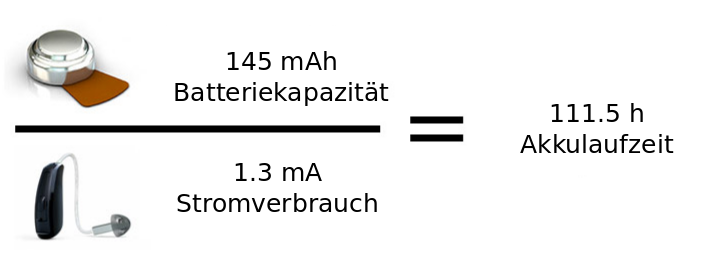 145 mAh
Batteriekapazität
1.3 mA
Stromverbrauch
=
111.5 h
Akkulaufzeit